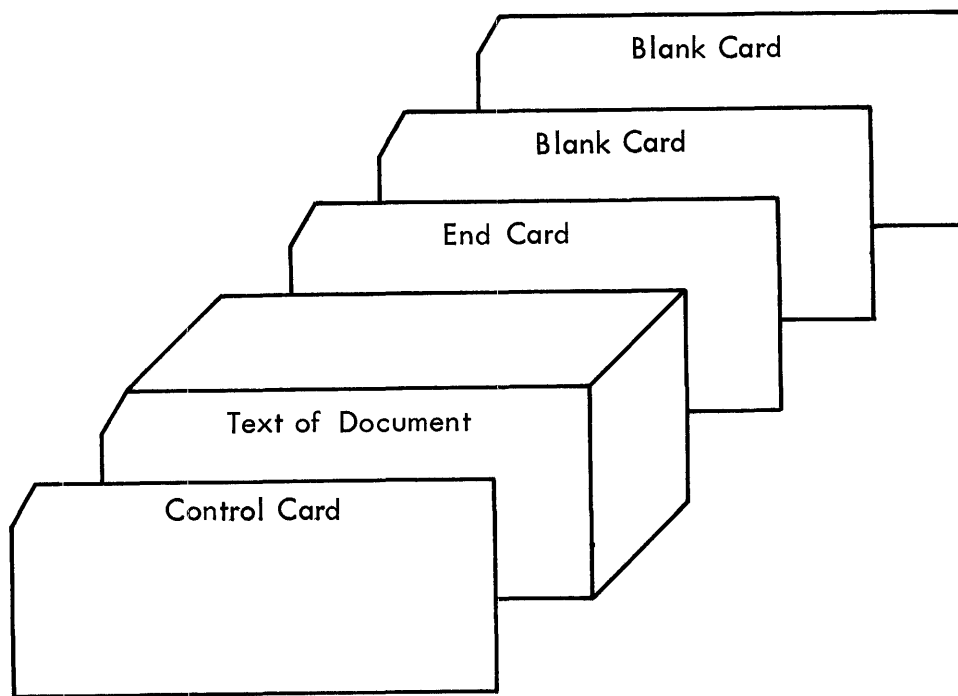 Blank Card
Blank Card
End Card
Text of Document
Control Card